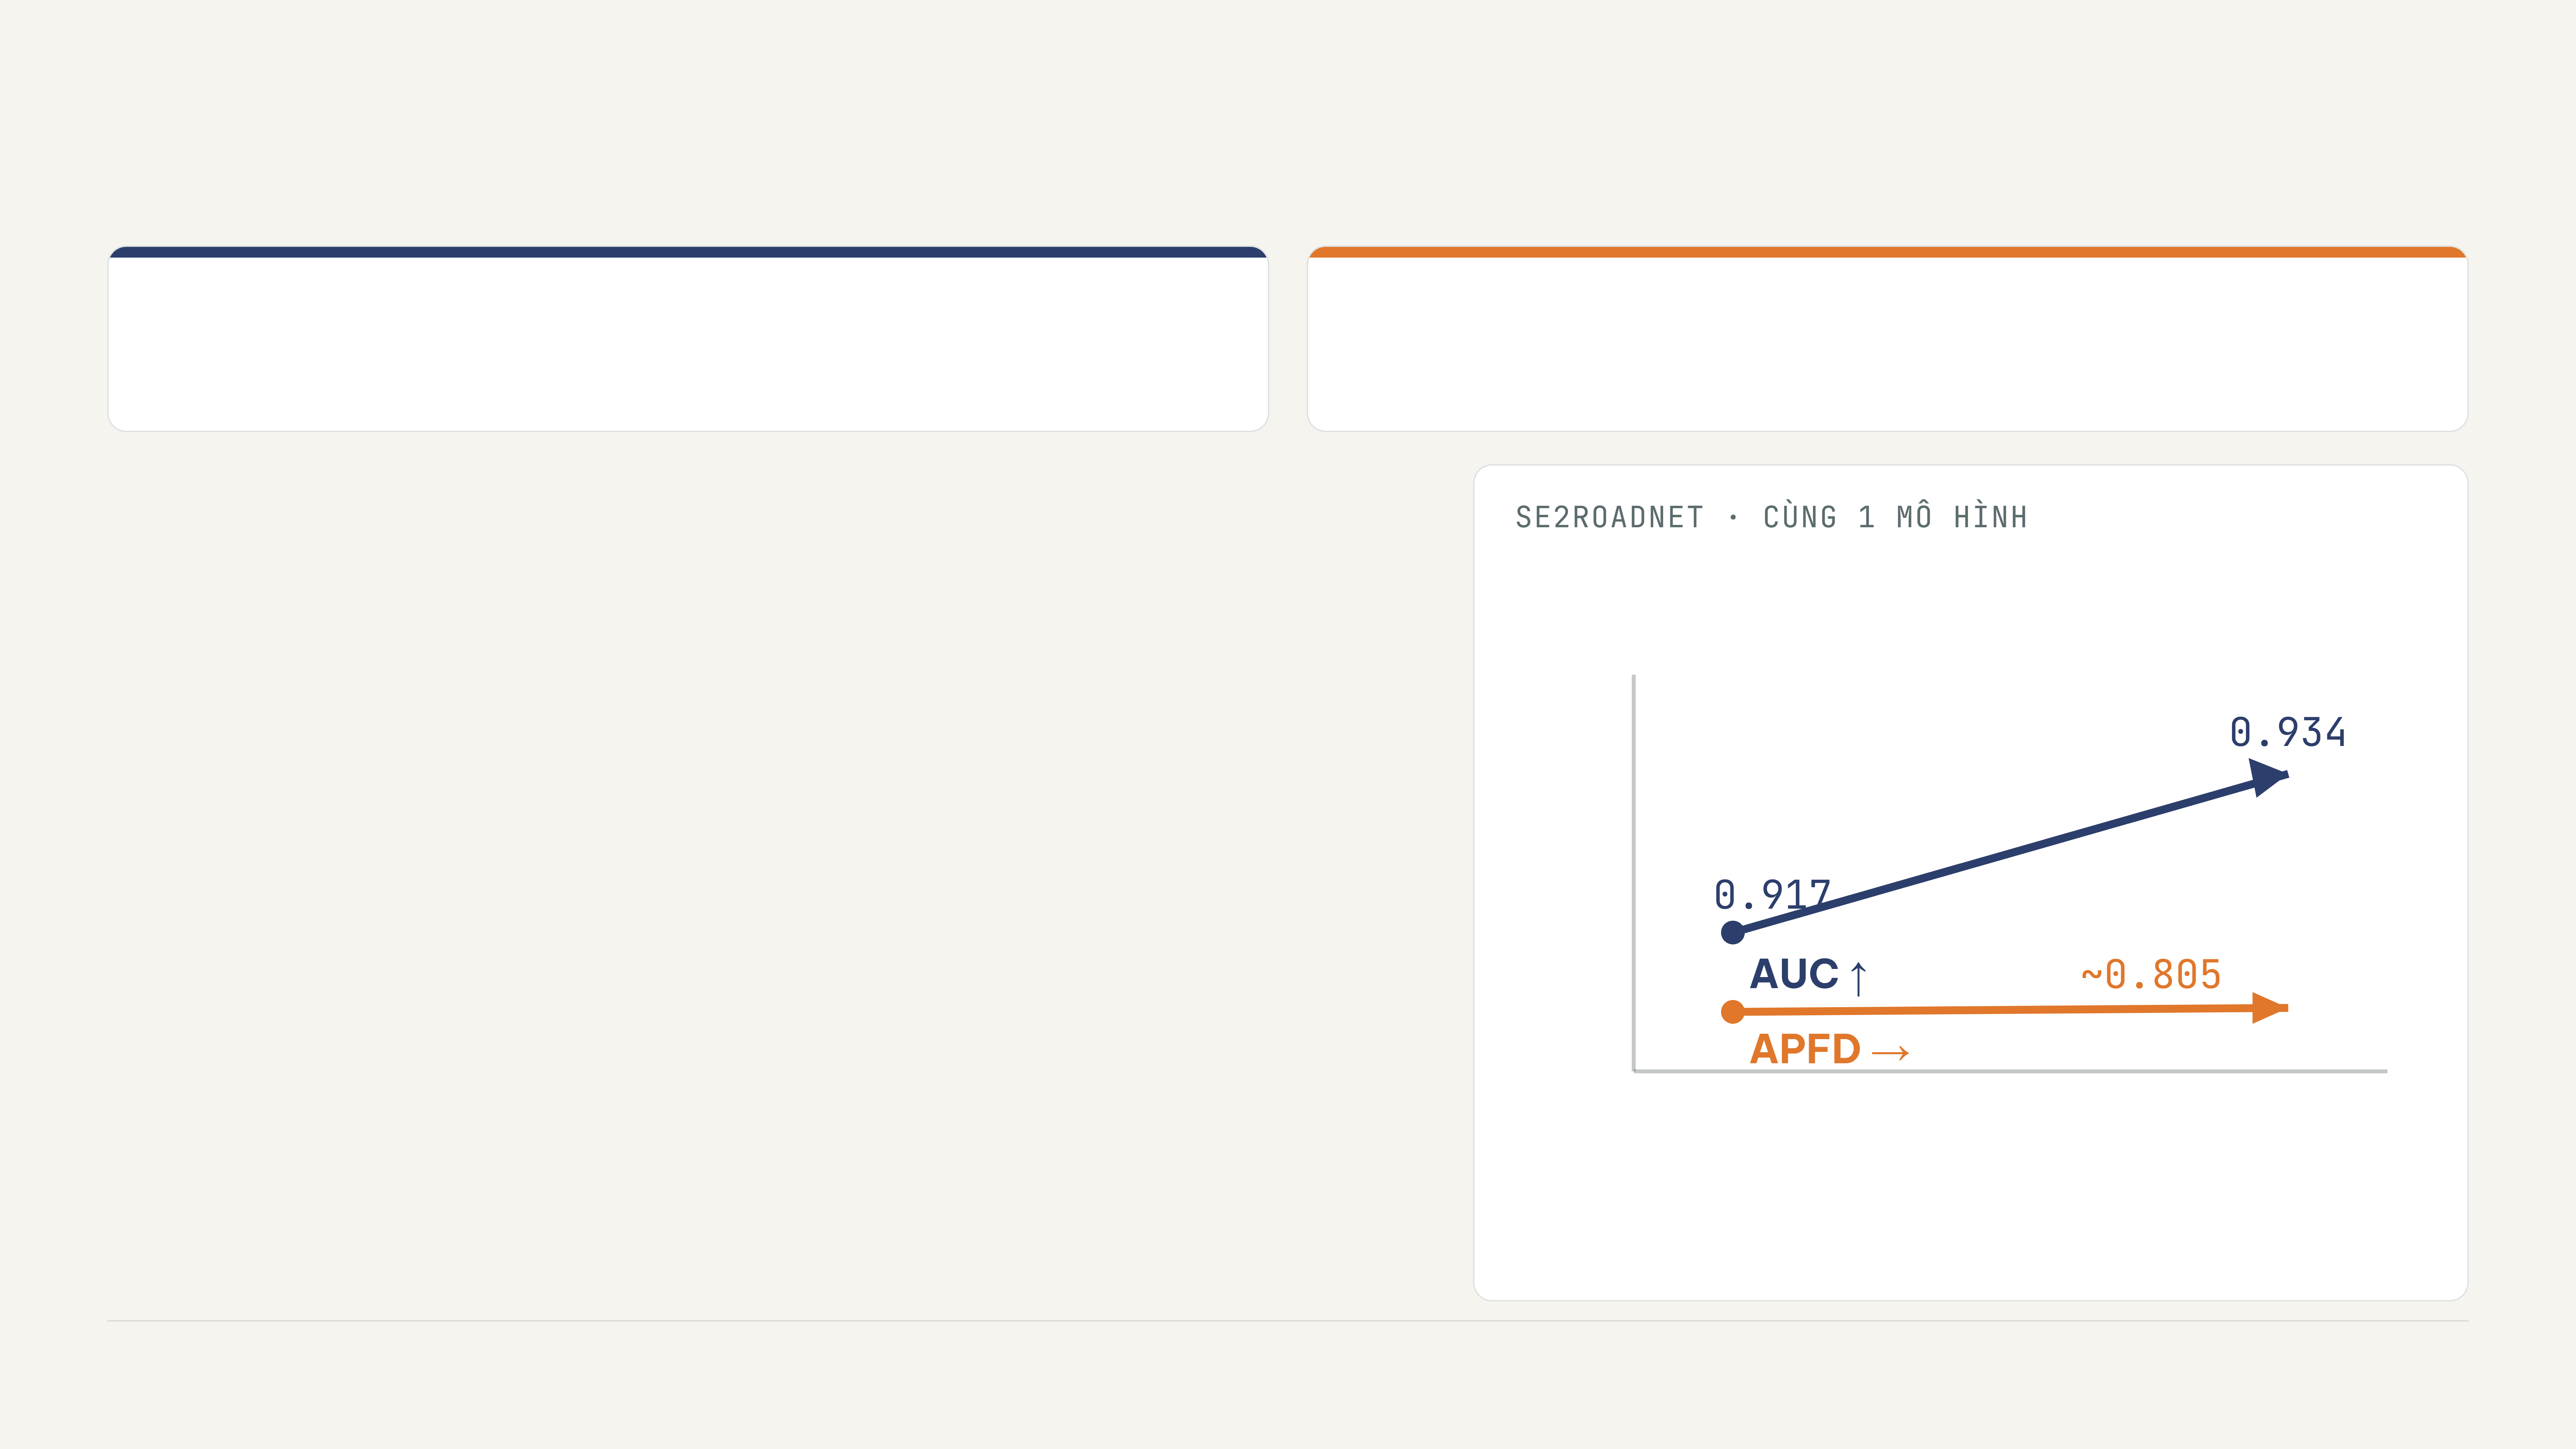 SE2ROADNET · CÙNG 1 MÔ HÌNH
0.934
0.917
AUC ↑
~0.805
APFD →